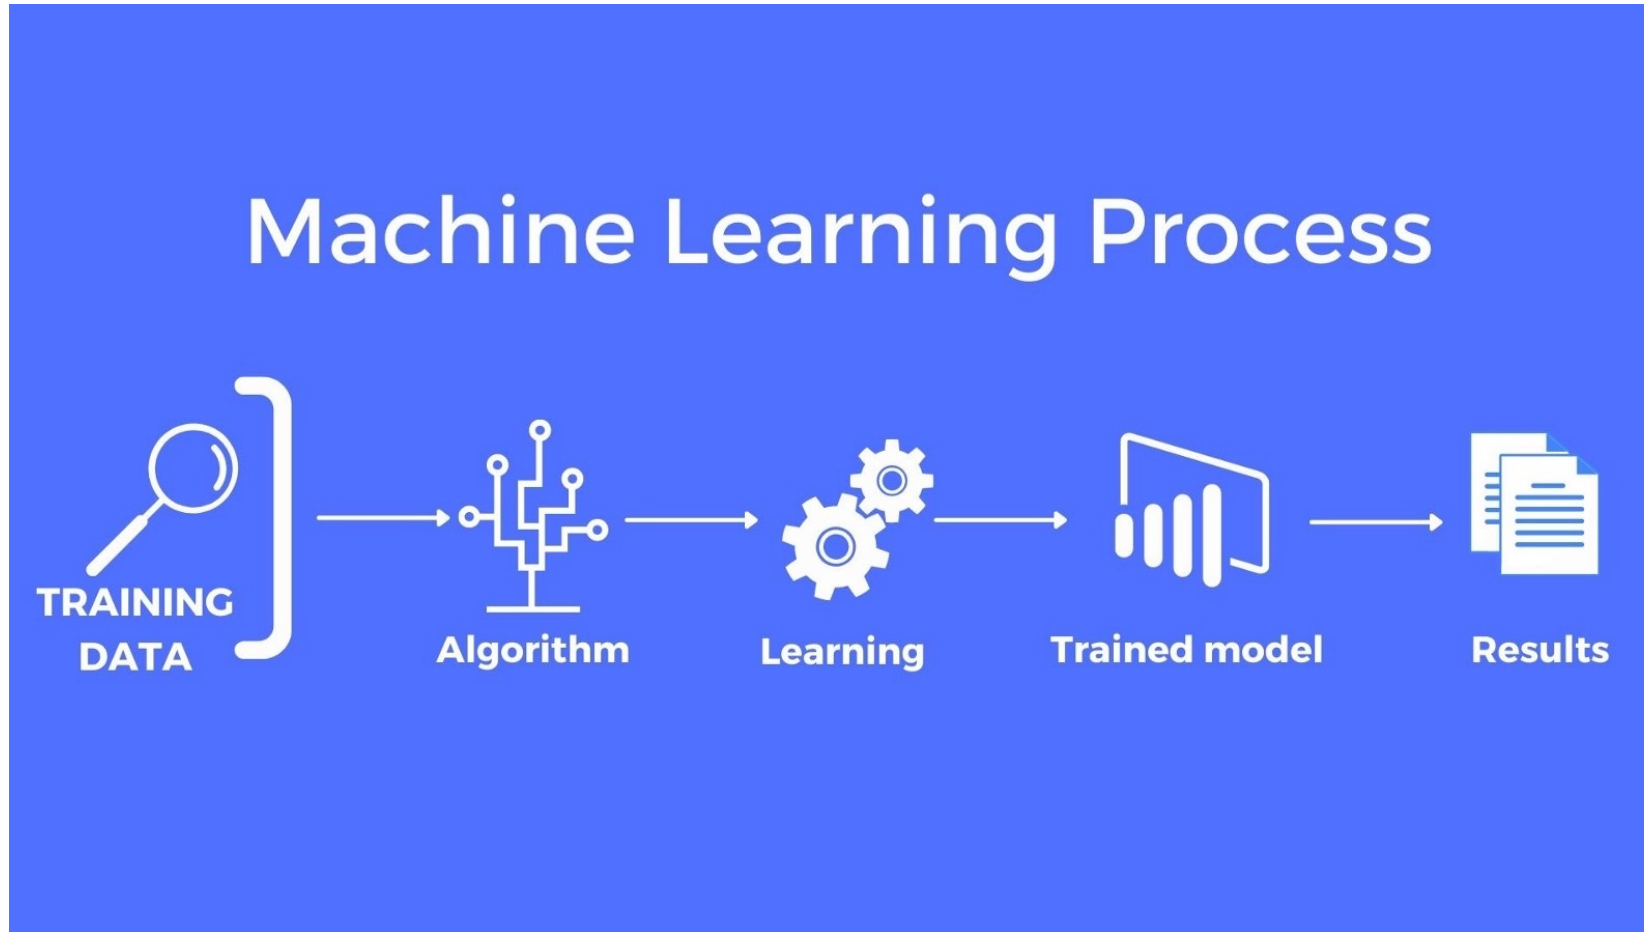 Machine Learning Process
TRAINING
DATA
Algorithm
Learning
Trained model
Results